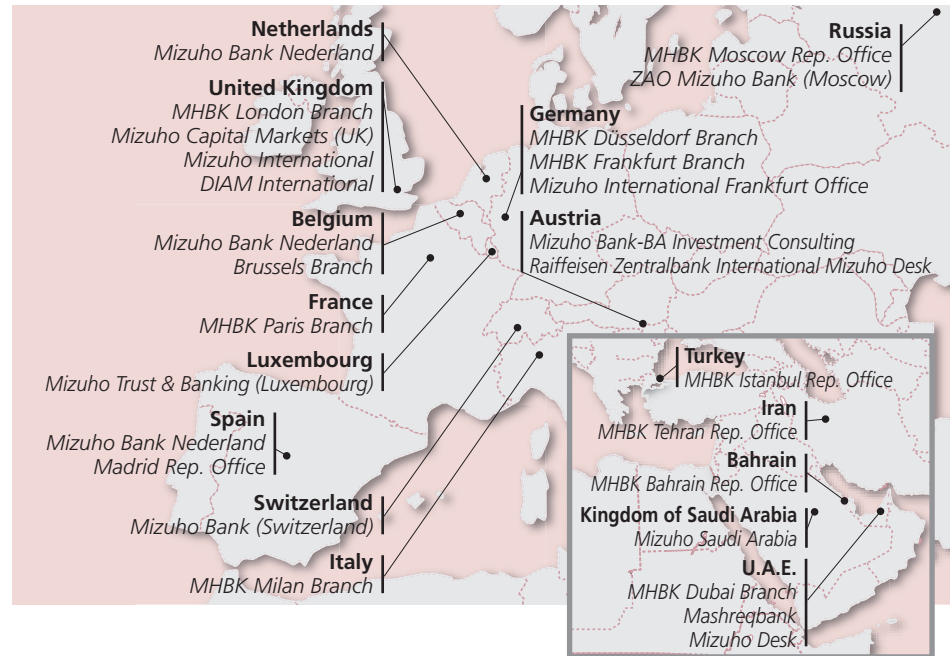 Netherlands
Mizuho Bank Nederland
United Kingdom
MHBK London Branch
Mizuho Capital Markets (UK)
Mizuho International
DIAM International
Belgium
Mizuho Bank Nederland
Brussels Branch
France
MHBK Paris Branch
Luxembourg
Mizuho Trust & Banking (Luxembourg)
Spain
Mizuho Bank Nederland
Madrid Rep. Office
Switzerland
Mizuho Bank (Switzerland)
Italy
MHBK Milan Branch
Russia
MHBK Moscow Rep. Office
ZAO Mizuho Bank (Moscow)
Germany
MHBK Düsseldorf Branch
MHBK Frankfurt Branch
Mizuho International Frankfurt Office
Austria
Mizuho Bank-BA Investment Consulting
Raiffeisen Zentralbank International Mizuho Desk
Turkey
MHBK Istanbul Rep. Office
Iran
MHBK Tehran Rep. Office
Bahrain
MHBK Bahrain Rep. Office
Kingdom of Saudi Arabia
Mizuho Saudi Arabia
U.A.E.
MHBK Dubai Branch
Mashreqbank
Mizuho Desk